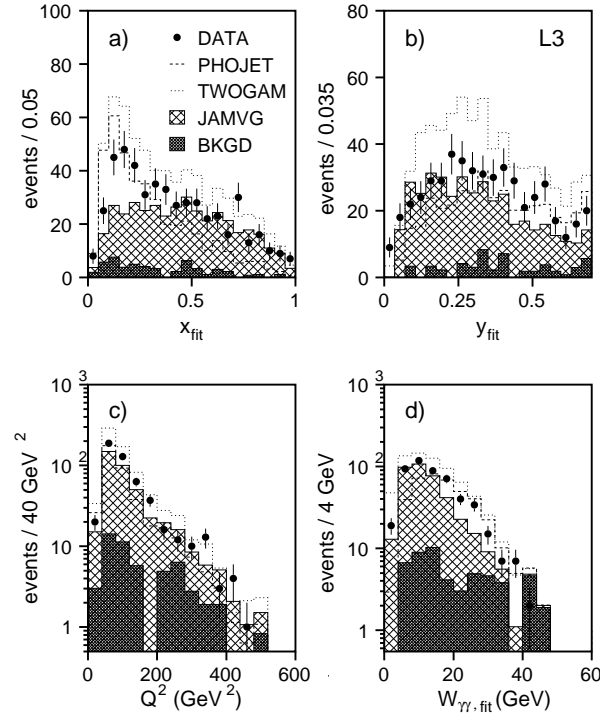 a)
DATA
PHOJET
TWOGAM
JAMVG
BKGD
events / 0.05
100
80
60
40
20
0
0 0.5 1
x_fit
b) L3
events / 0.035
80
60
40
20
0
0 0.25 0.5
y_fit
c)
events / 40 GeV ²
10 ³
10 ²
10
1
0 200 400 600
Q² (GeV²)
d)
events / 4 GeV
10 ³
10 ²
10
1
0 20 40 60
W_γγ,fit (GeV)